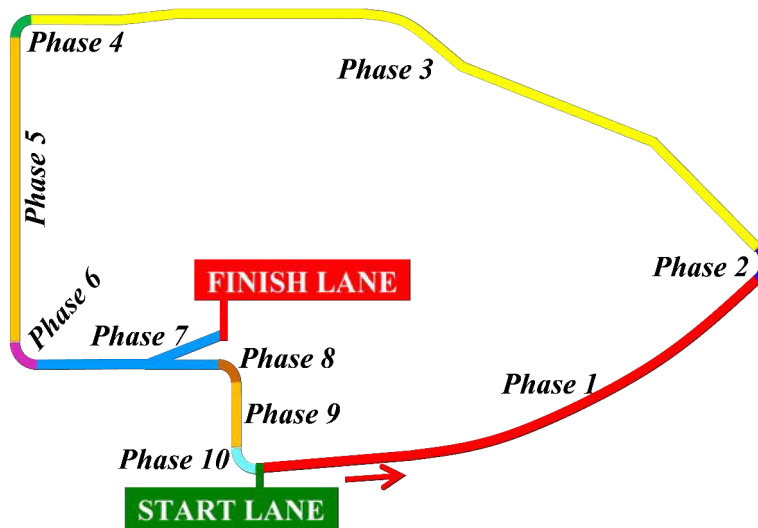 Phase 4
Phase 3
Phase 5
Phase 2
FINISH LANE
Phase 6
Phase 7
Phase 8
Phase 1
Phase 9
Phase 10
START LANE